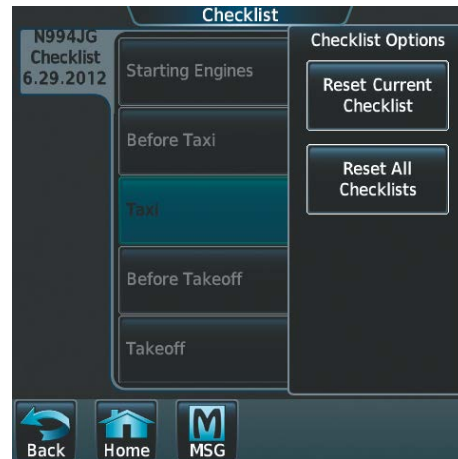 Checklist
N994JG
Checklist
6.29.2012
Starting Engines
Before Taxi
Taxi
Before Takeoff
Takeoff
Checklist Options
Reset Current
Checklist
Reset All
Checklists
Back
Home
MSG